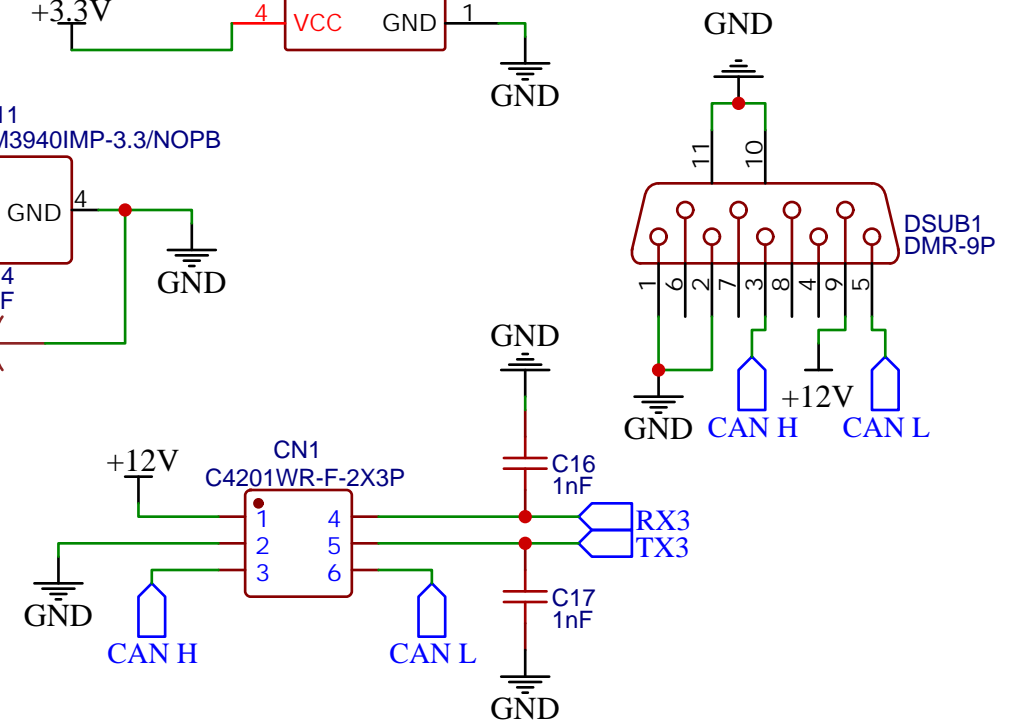 +3.3V
4
VCC
GND
1
GND
GND
11
10
11
M3940IMP-3.3/NOPB
GND
4
GND
4
F
DSUB1
DMR-9P
1
6
2
7
3
8
4
9
5
GND
CAN H
+12V
CAN L
GND
C16
1nF
+12V
CN1
C4201WR-F-2X3P
1
2
3
4
5
6
RX3
TX3
GND
CAN H
CAN L
C17
1nF
GND